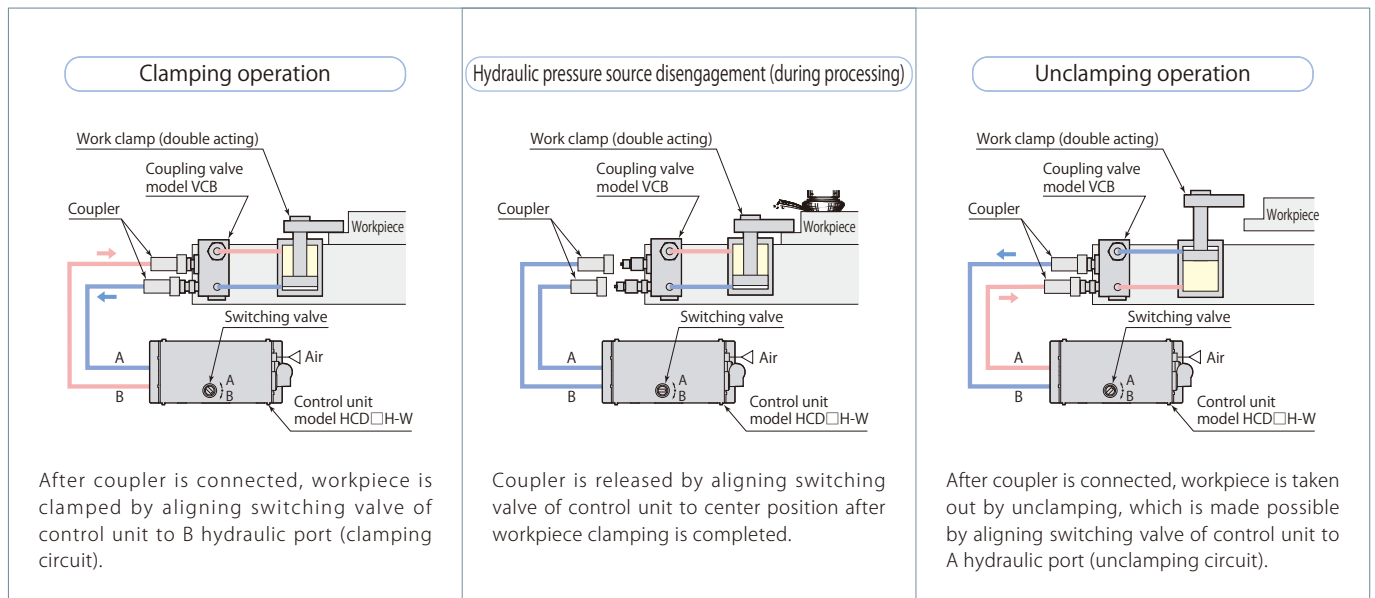 Clamping operation
Work clamp (double acting)
Coupling valve
model VCB
Coupler
Workpiece
Switching valve
A
B
A
B
Air
Control unit
model HCD□H-W
After coupler is connected, workpiece is
clamped by aligning switching valve of
control unit to B hydraulic port (clamping
circuit).
Hydraulic pressure source disengagement (during processing)
Work clamp (double acting)
Coupling valve
model VCB
Coupler
Workpiece
Switching valve
A
B
A
B
Air
Control unit
model HCD□H-W
Coupler is released by aligning switching
valve of control unit to center position after
workpiece clamping is completed.
Unclamping operation
Work clamp (double acting)
Coupling valve
model VCB
Coupler
Workpiece
Switching valve
A
B
A
B
Air
Control unit
model HCD□H-W
After coupler is connected, workpiece is taken
out by unclamping, which is made possible
by aligning switching valve of control unit to
A hydraulic port (unclamping circuit).